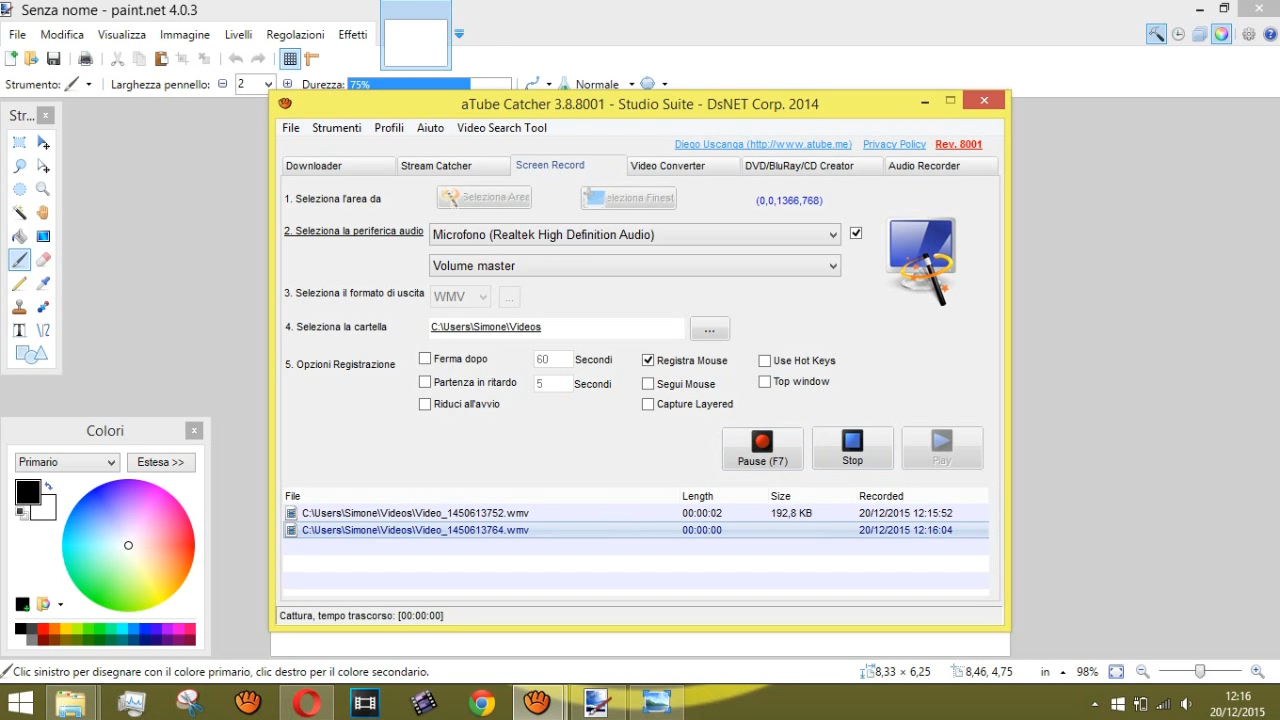 Senza nome - paint.net 4.0.3
File Modifica Visualizza Immagine Livelli Regolazioni Effetti
Strumento: Larghezza pennello: 2 Durezza: 75% Normale
Str...
aTube Catcher 3.8.8001 - Studio Suite - DsNET Corp. 2014
File Strumenti Profili Aiuto Video Search Tool
Diego Uscanga (http://www.atube.me) Privacy Policy Rev. 8001
Downloader Stream Catcher Screen Record Video Converter DVD/BluRay/CD Creator Audio Recorder
1. Seleziona l'area da Seleziona Area eleziona Finest (0,0,1366,768)
2. Seleziona la periferica audio Microfono (Realtek High Definition Audio)
Volume master
3. Seleziona il formato di uscita WMV ...
4. Seleziona la cartella C:\Users\Simone\Videos ...
5. Opzioni Registrazione
Ferma dopo 60 Secondi Registra Mouse Use Hot Keys
Partenza in ritardo 5 Secondi Segui Mouse Top window
Riduci all'avvio Capture Layered
Pause (F7) Stop Play
Colori
Primario Estesa >>
File Length Size Recorded
C:\Users\Simone\Videos\Video_1450613752.wmv 00:00:02 192,8 KB 20/12/2015 12:15:52
C:\Users\Simone\Videos\Video_1450613764.wmv 00:00:00 20/12/2015 12:16:04
Cattura, tempo trascorso: [00:00:00]
Clic sinistro per disegnare con il colore primario, clic destro per il colore secondario. 8,33 × 6,25 8,46, 4,75 in 98%
12:16
20/12/2015